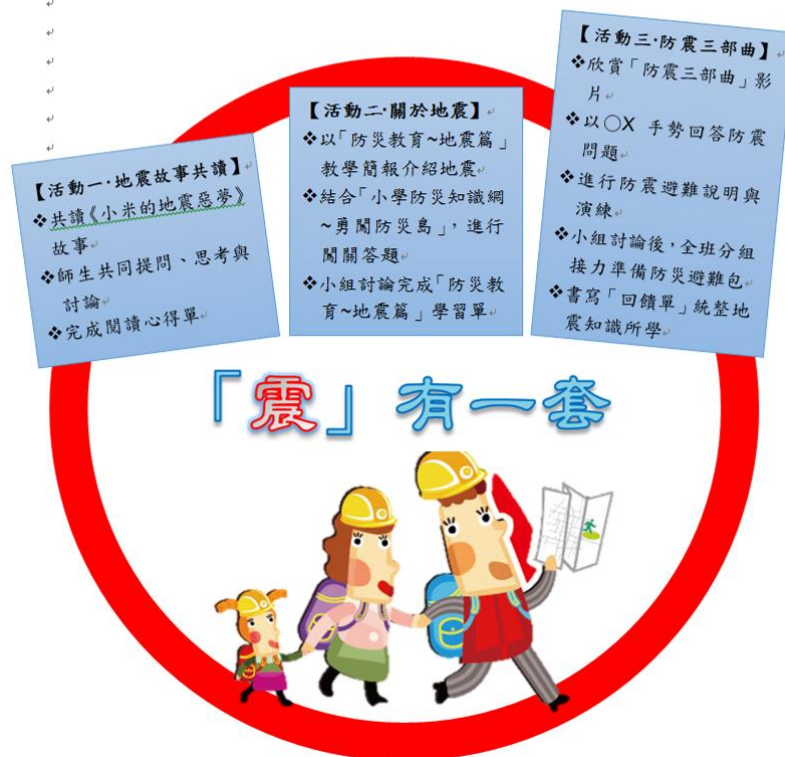 【活動一‧地震故事共讀】
❖共讀《小米的地震惡夢》
故事
❖師生共同提問、思考與
討論
❖完成閱讀心得單
【活動二‧關於地震】
❖以「防災教育~地震篇」
教學簡報介紹地震
❖結合「小學防災知識網
~勇闖防災島」，進行
闖關答題
❖小組討論完成「防災教
育~地震篇」學習單
【活動三‧防震三部曲】
❖欣賞「防震三部曲」影
片
❖以○X 手勢回答防震
問題
❖進行防震避難說明與
演練
❖小組討論後，全班分組
接力準備防災避難包
❖書寫「回饋單」統整地
震知識所學
「震」有一套